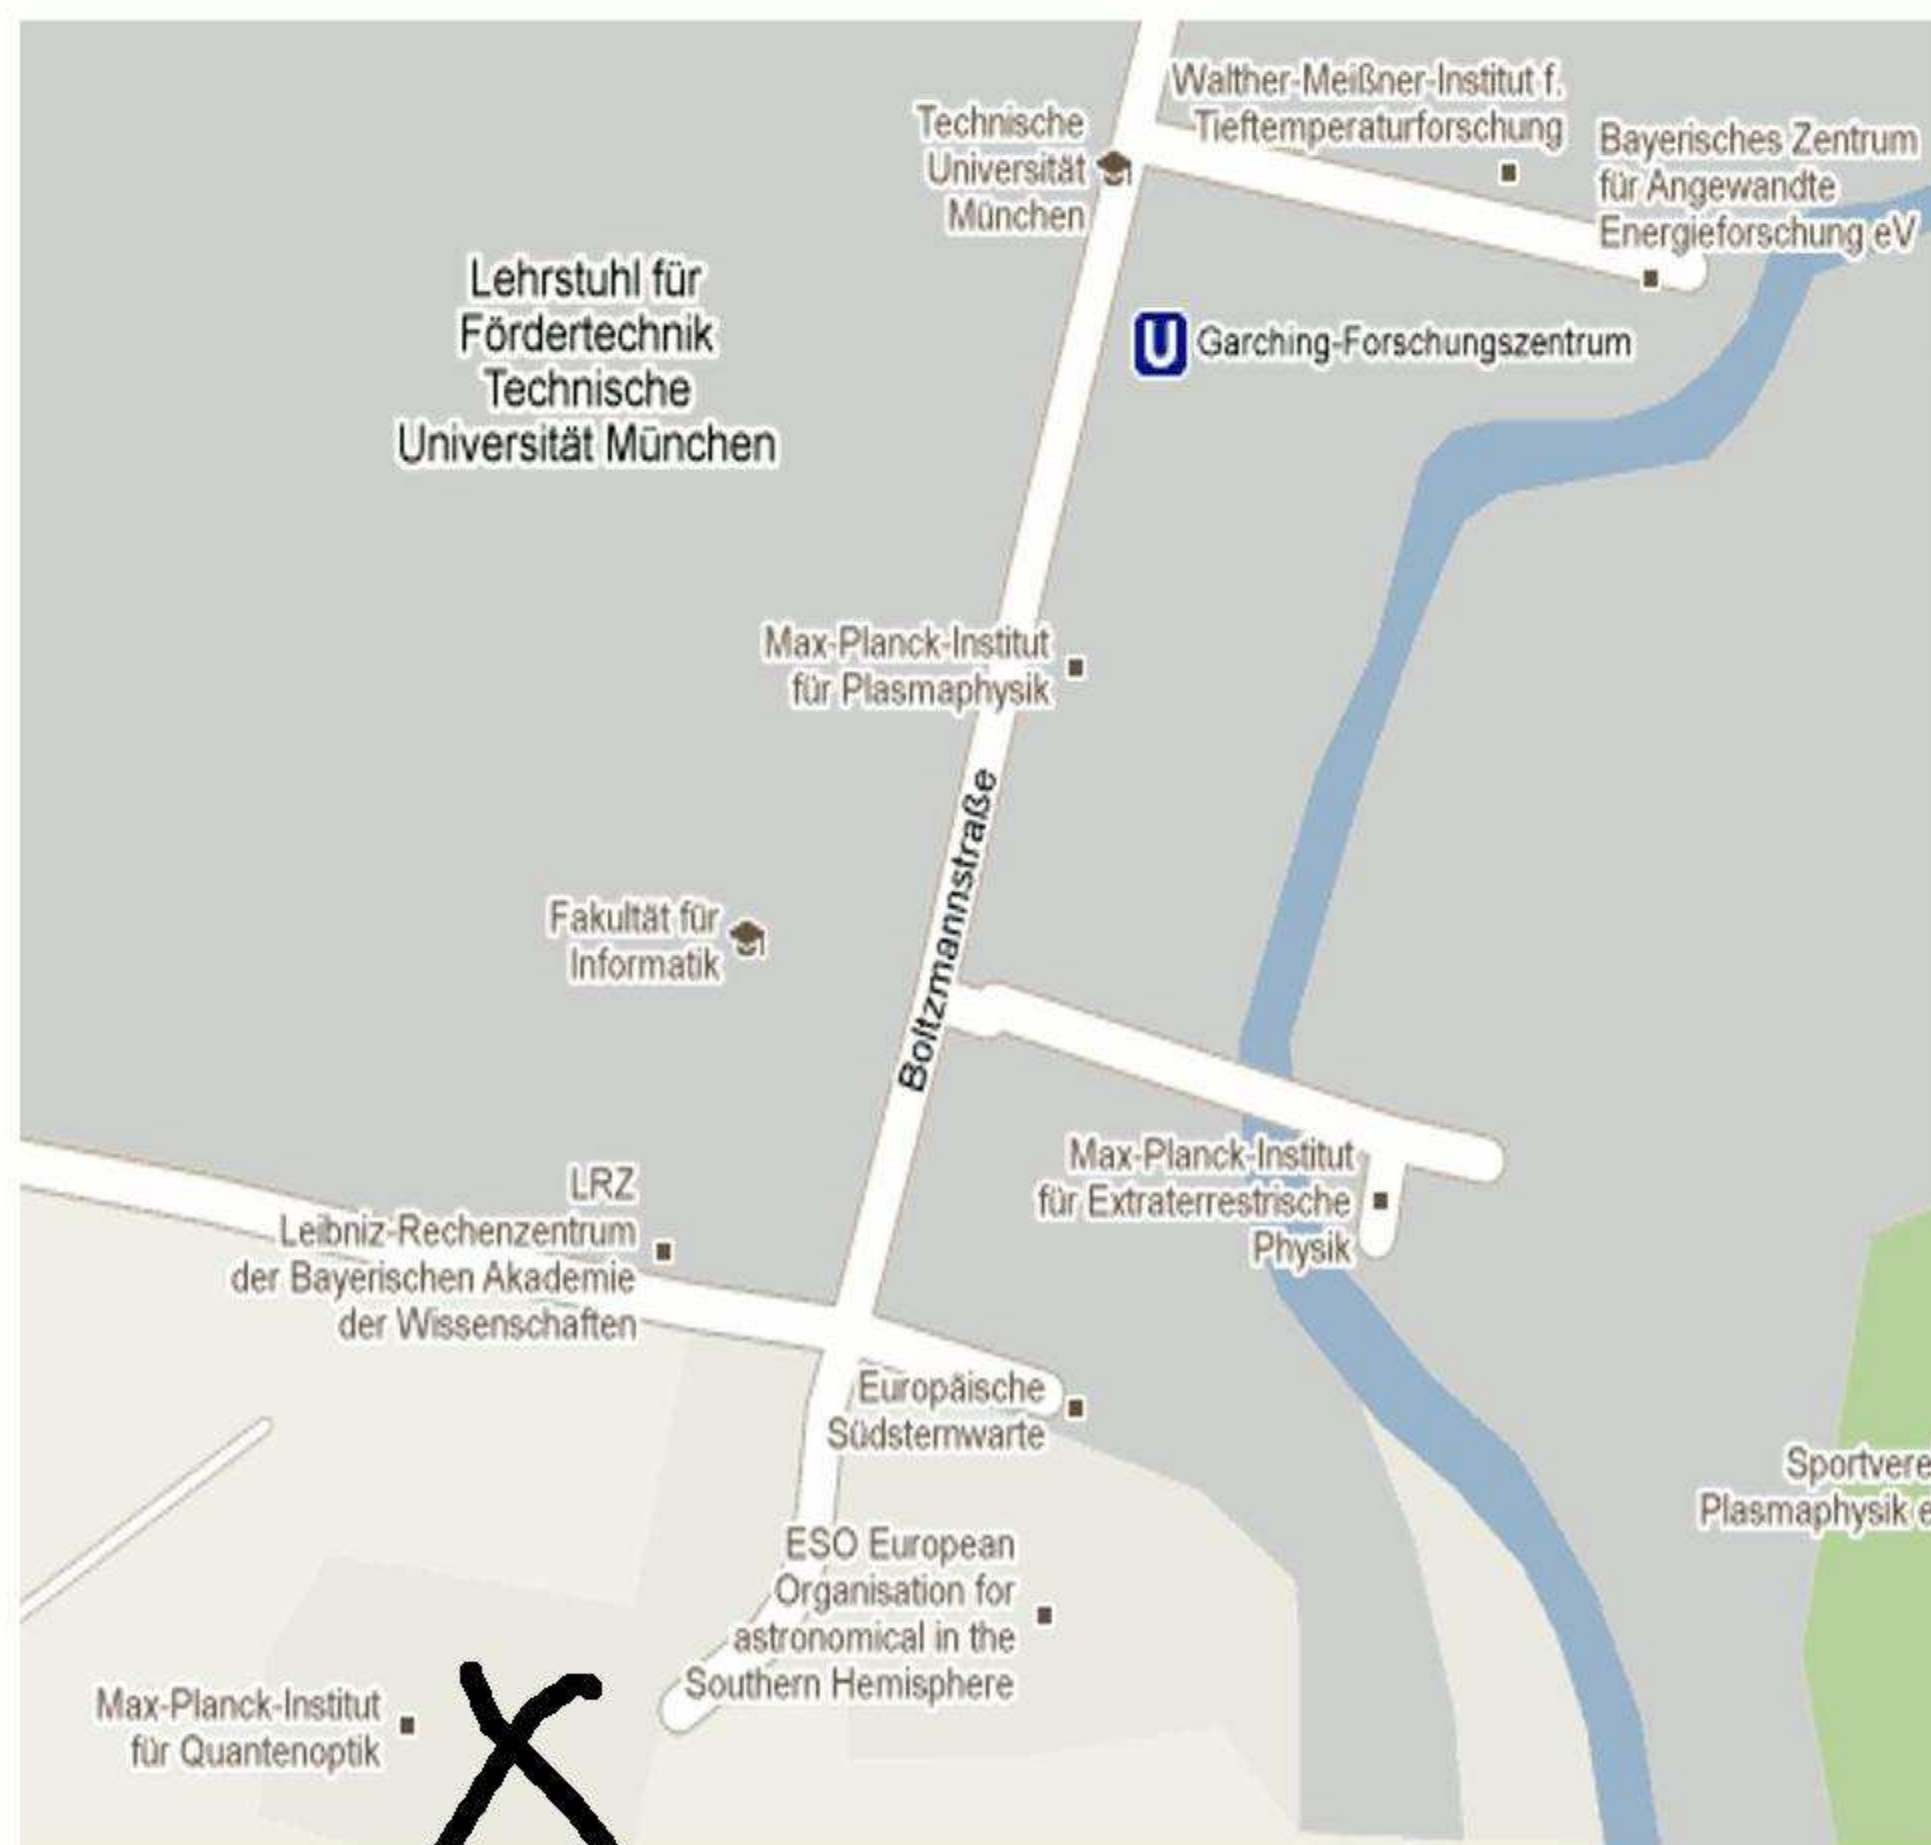 Walther-Meißner-Institut f.
Tieftemperaturforschung
Technische
Universität
München
Bayerisches Zentrum
für Angewandte
Energieforschung eV
Lehrstuhl für
Fördertechnik
Technische
Universität München
U Garching-Forschungszentrum
Max-Planck-Institut
für Plasmaphysik
Boltzmannstraße
Fakultät für
Informatik
Max-Planck-Institut
für Extraterrestrische
Physik
LRZ
Leibniz-Rechenzentrum
der Bayerischen Akademie
der Wissenschaften
Europäische
Südsternwarte
Sportvere
Plasmaphysik e
ESO European
Organisation for
astronomical in the
Southern Hemisphere
Max-Planck-Institut
für Quantenoptik
X